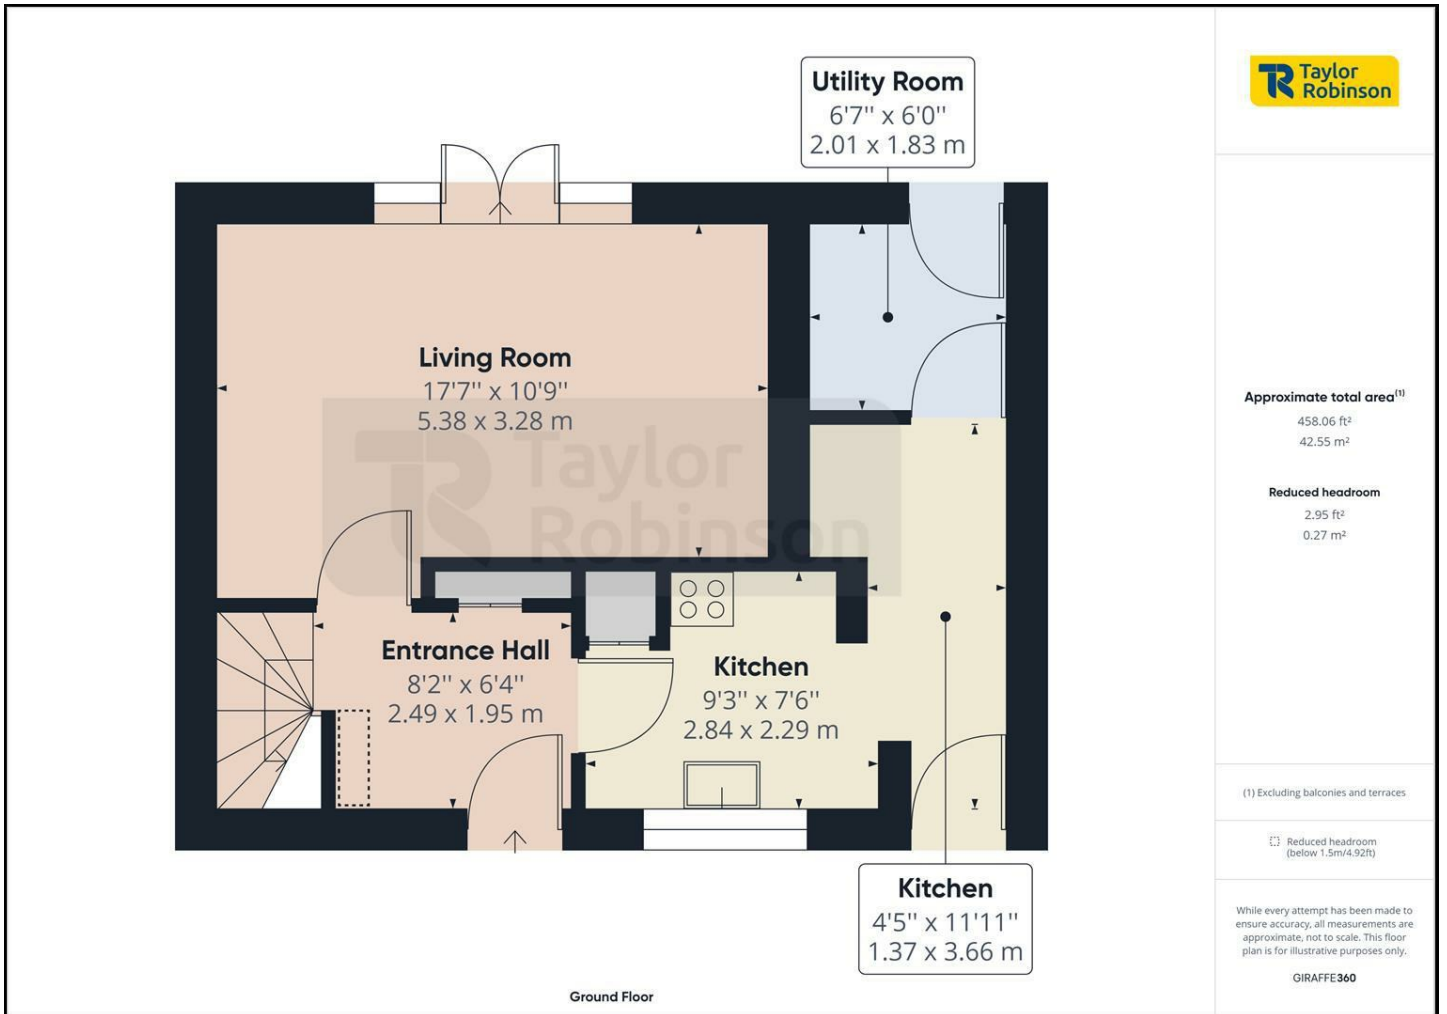 Utility Room
6'7" x 6'0"
2.01 x 1.83 m
Living Room
17'7" x 10'9"
5.38 x 3.28 m
Taylor
Robinson
Entrance Hall
8'2" x 6'4"
2.49 x 1.95 m
Kitchen
9'3" x 7'6"
2.84 x 2.29 m
Kitchen
4'5" x 11'11"
1.37 x 3.66 m
Ground Floor
Taylor
Robinson
Approximate total area(1)
458.06 ft²
42.55 m²
Reduced headroom
2.95 ft²
0.27 m²
(1) Excluding balconies and terraces
Reduced headroom
(below 1.5m/4.92ft)
While every attempt has been made to
ensure accuracy, all measurements are
approximate, not to scale. This floor
plan is for illustrative purposes only.
GIRAFFE360